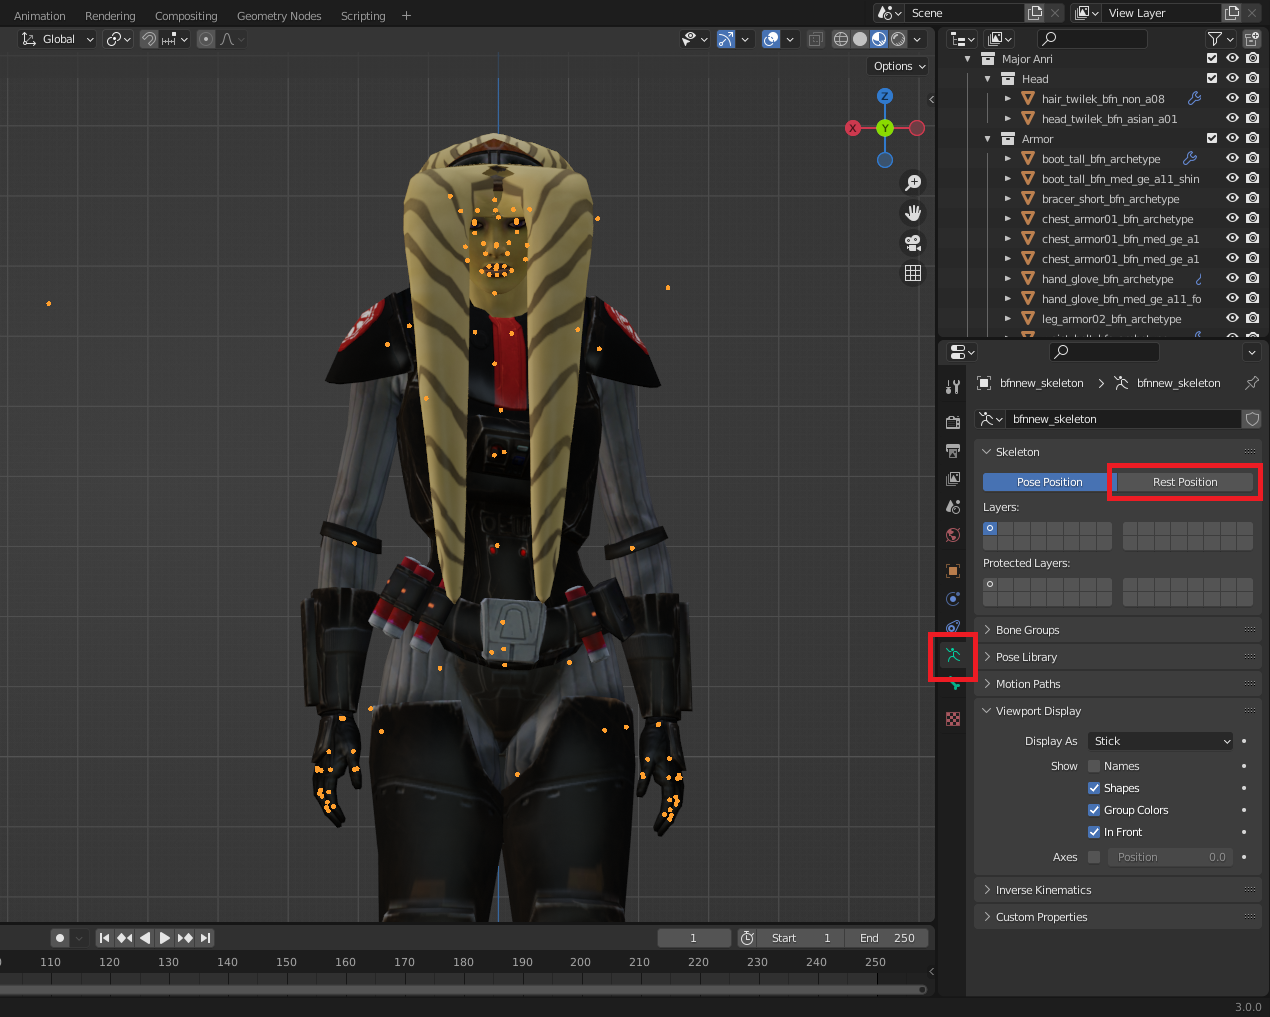 Animation Rendering Compositing Geometry Nodes Scripting +
Scene
View Layer
Global
Options
Z
X
Y
Major Anri
Head
hair_twilek_bfn_non_a08
head_twilek_bfn_asian_a01
Armor
boot_tall_bfn_archetype
boot_tall_bfn_med_ge_a11_shin
bracer_short_bfn_archetype
chest_armor01_bfn_archetype
chest_armor01_bfn_med_ge_a1
chest_armor01_bfn_med_ge_a1
hand_glove_bfn_archetype
hand_glove_bfn_med_ge_a11_fo
leg_armor02_bfn_archetype
bfnnew_skeleton > bfnnew_skeleton
bfnnew_skeleton
Skeleton
Pose Position Rest Position
Layers:
Protected Layers:
Bone Groups
Pose Library
Motion Paths
Viewport Display
Display As Stick
Show Names
Shapes
Group Colors
In Front
Axes Position 0.0
Inverse Kinematics
Custom Properties
1 Start 1 End 250
110 120 130 140 150 160 170 180 190 200 210 220 230 240 250
3.0.0